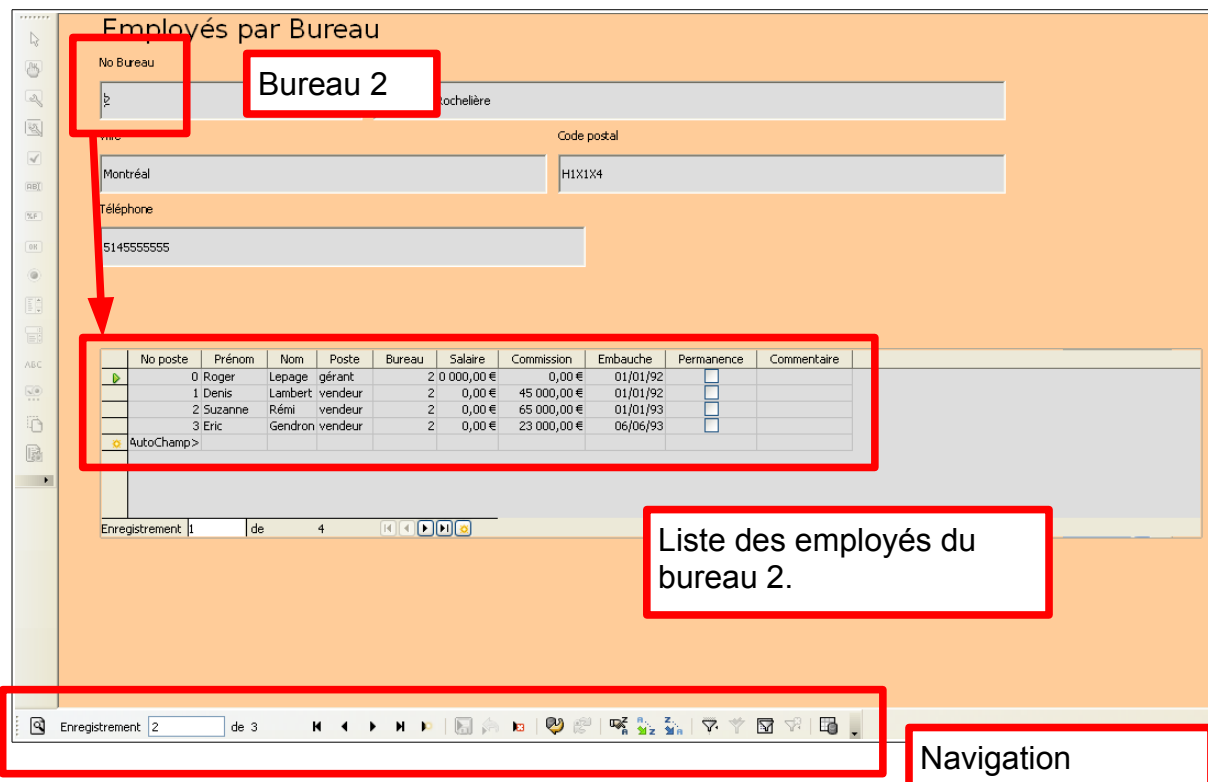 Employés par Bureau
No Bureau
Bureau 2
2 Rochelière
Ville Code postal
Montréal H1X1X4
Téléphone
5145555555
No poste Prénom Nom Poste Bureau Salaire Commission Embauche Permanence Commentaire
0 Roger Lepage gérant 2 0 000,00 € 0,00 € 01/01/92
1 Denis Lambert vendeur 2 0,00 € 45 000,00 € 01/01/92
2 Suzanne Rémi vendeur 2 0,00 € 65 000,00 € 01/01/93
3 Eric Gendron vendeur 2 0,00 € 23 000,00 € 06/06/93
AutoChamp>
Enregistrement 1 de 4
Liste des employés du
bureau 2.
Enregistrement 2 de 3
Navigation